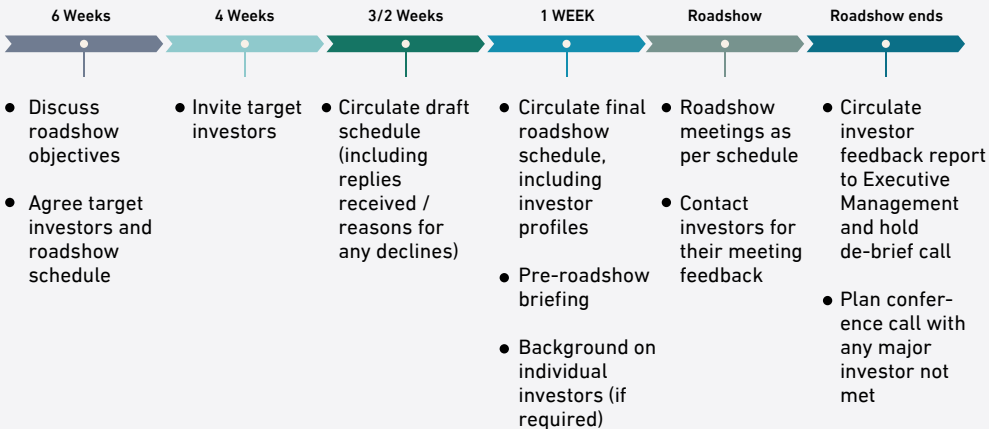 6 Weeks
4 Weeks
3/2 Weeks
1 WEEK
Roadshow
Roadshow ends
Discuss
roadshow
objectives
Agree target
investors and
roadshow
schedule
Invite target
investors
Circulate draft
schedule
(including
replies
received /
reasons for
any declines)
Circulate final
roadshow
schedule,
including
investor
profiles
Pre-roadshow
briefing
Background on
individual
investors (if
required)
Roadshow
meetings as
per schedule
Contact
investors for
their meeting
feedback
Circulate
investor
feedback report
to Executive
Management
and hold
de-brief call
Plan confer-
ence call with
any major
investor not
met